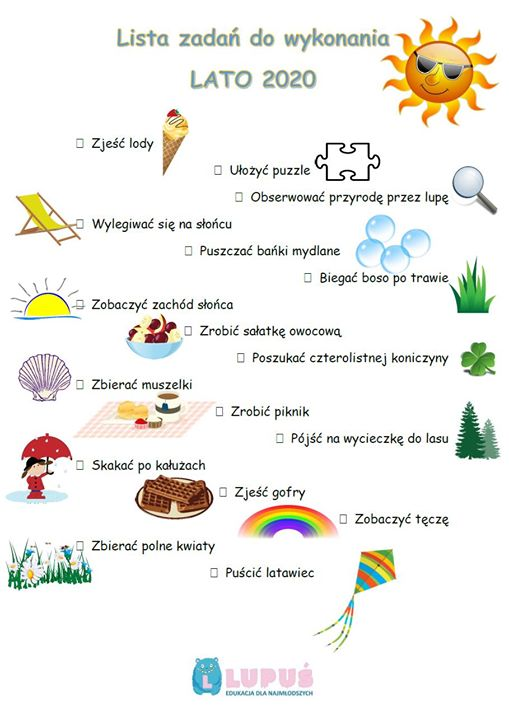 Lista zadań do wykonania
LATO 2020
Zjeść lody
Ułożyć puzzle
Obserwować przyrodę przez lupę
Wylegiwać się na słońcu
Puszczać bańki mydlane
Biegać boso po trawie
Zobaczyć zachód słońca
Zrobić sałatkę owocową
Poszukać czterolistnej koniczyny
Zbierać muszelki
Zrobić piknik
Pójść na wycieczkę do lasu
Skakać po kałużach
Zjeść gofry
Zobaczyć tęczę
Zbierać polne kwiaty
Puścić latawiec
L LUPUŚ
EDUKACJA DLA NAJMŁODSZYCH